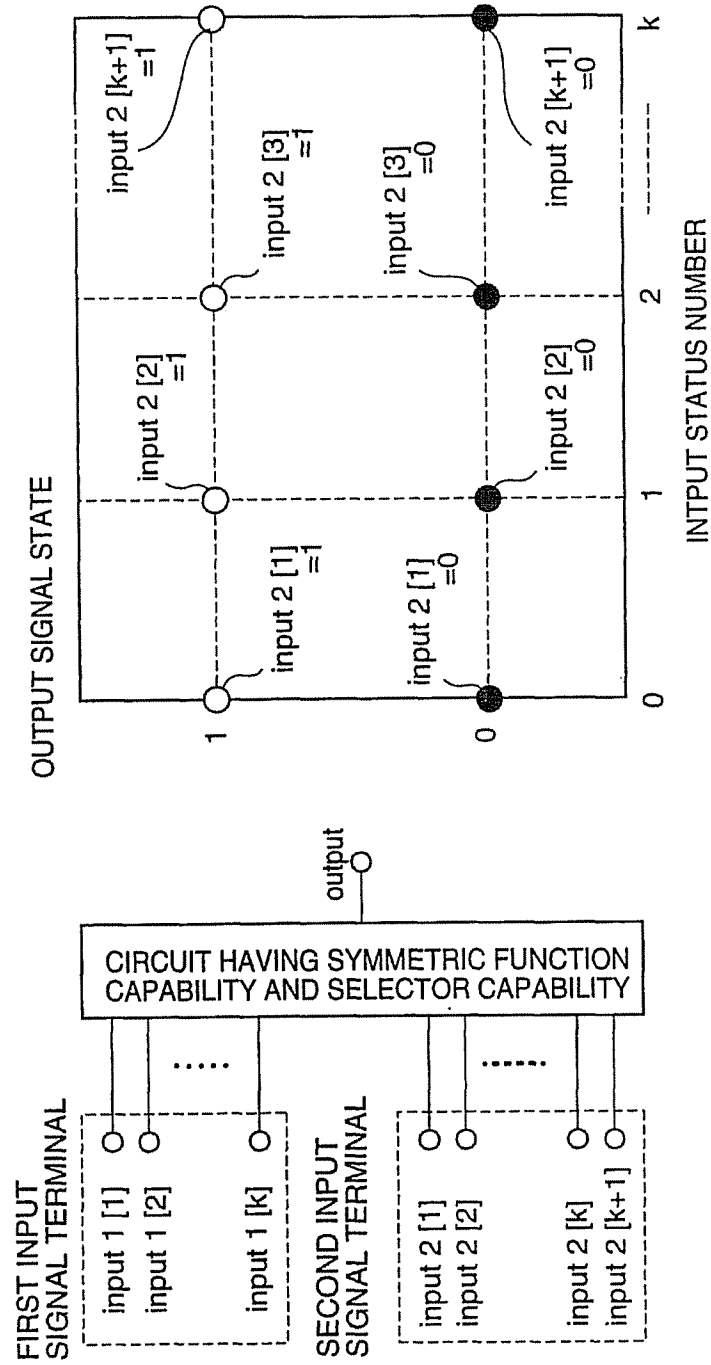 FIRST INPUT
SIGNAL TERMINAL
input 1 [1]
input 1 [2]
.....
input 1 [k]
SECOND INPUT
SIGNAL TERMINAL
input 2 [1]
input 2 [2]
input 2 [k]
input 2 [k+1]
CIRCUIT HAVING SYMMETRIC FUNCTION
CAPABILITY AND SELECTOR CAPABILITY
output
OUTPUT SIGNAL STATE
1
0
input 2 [1]
=1
input 2 [2]
=1
input 2 [3]
=1
input 2 [k+1]
=1
input 2 [1]
=0
input 2 [2]
=0
input 2 [3]
=0
input 2 [k+1]
=0
0
1
2
k
INTPUT STATUS NUMBER